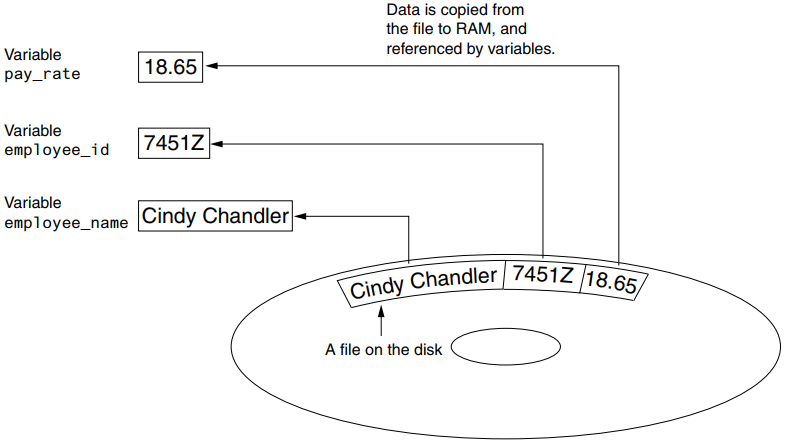 Data is copied from
the file to RAM, and
referenced by variables.
Variable
pay_rate
18.65
Variable
employee_id
7451Z
Variable
employee_name
Cindy Chandler
Cindy Chandler 7451Z 18.65
A file on the disk